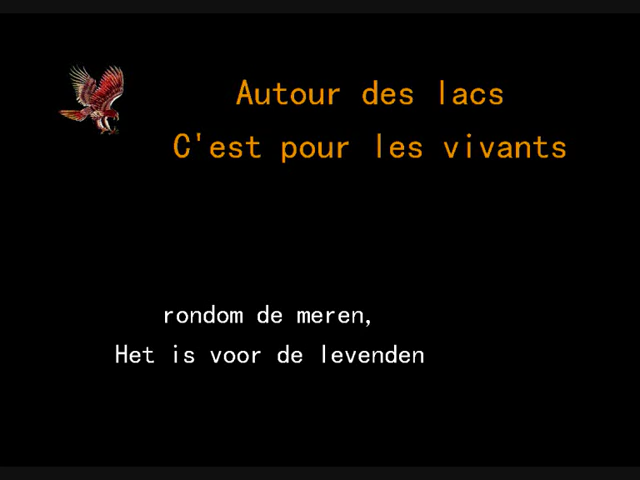 Autour des lacs
C'est pour les vivants
rondom de meren,
Het is voor de levenden